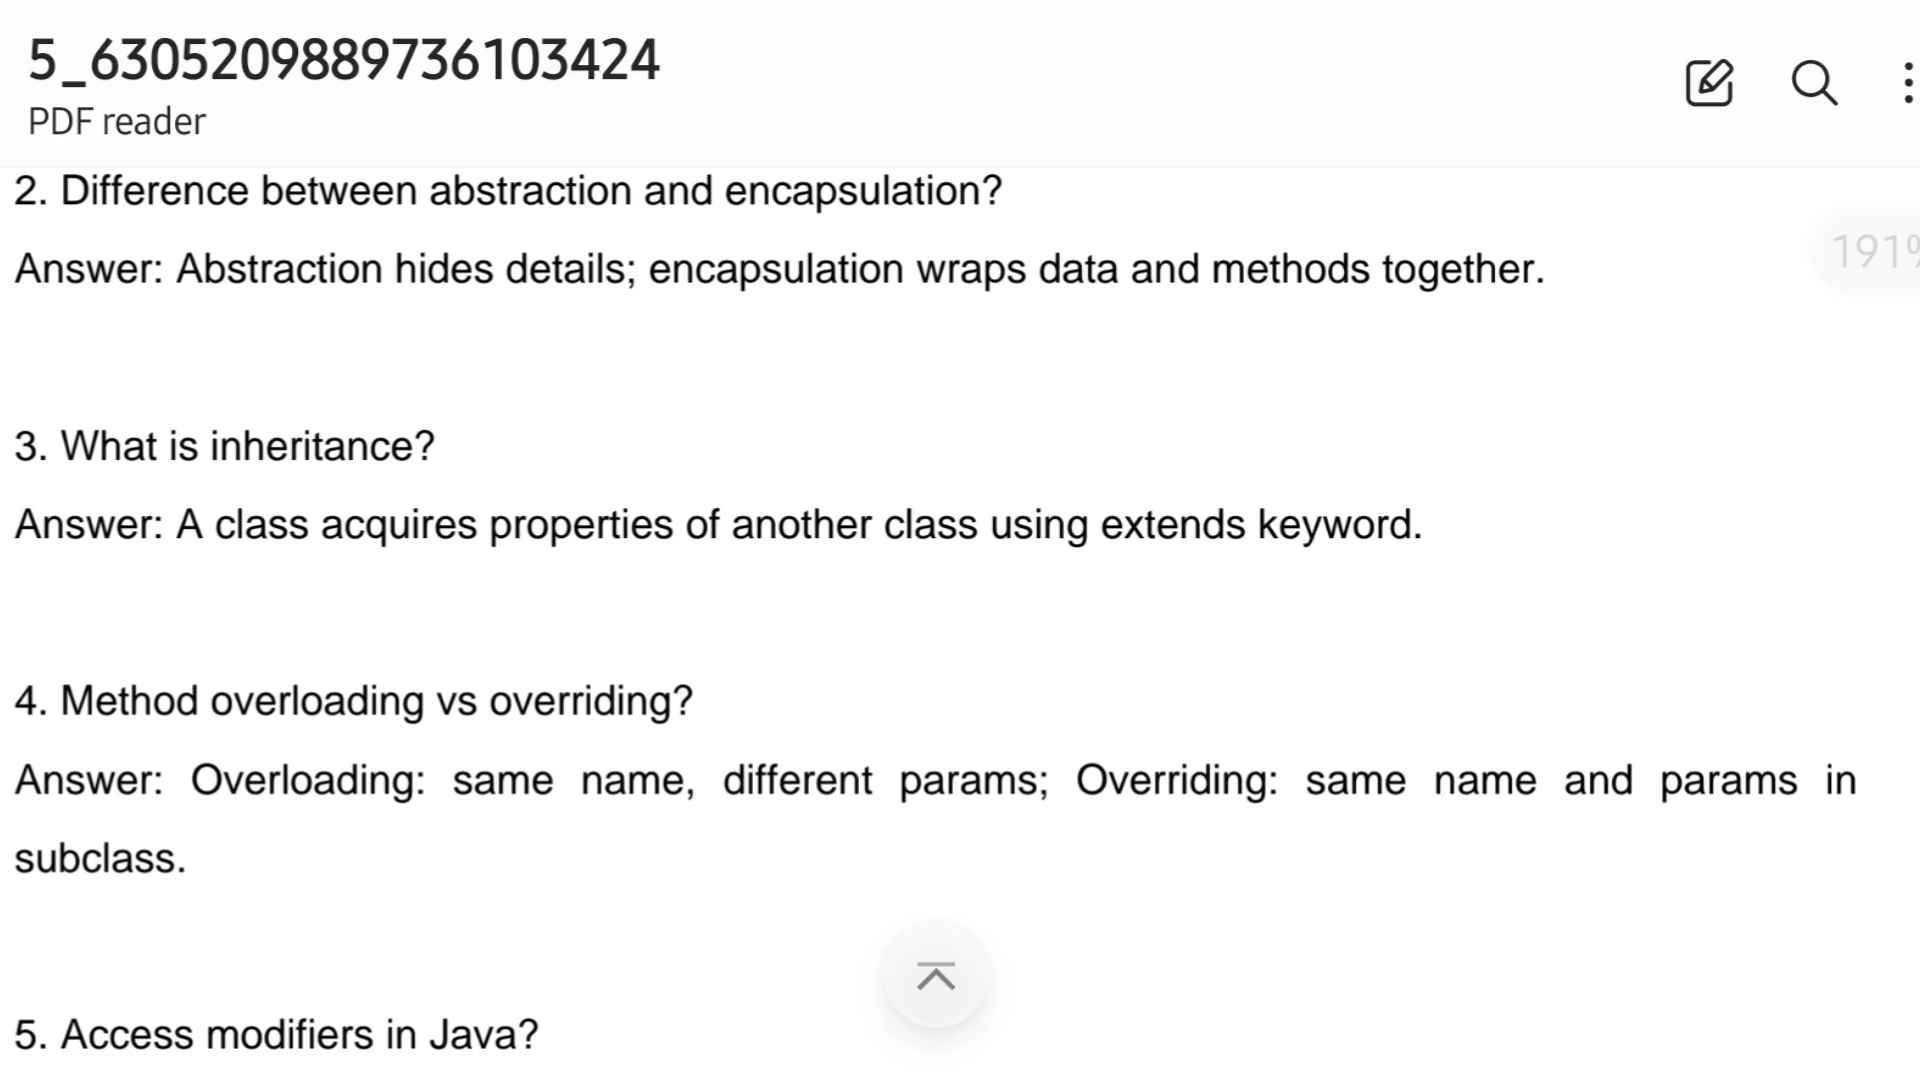 5_6305209889736103424
PDF reader
191%
2. Difference between abstraction and encapsulation?
Answer: Abstraction hides details; encapsulation wraps data and methods together.
3. What is inheritance?
Answer: A class acquires properties of another class using extends keyword.
4. Method overloading vs overriding?
Answer: Overloading: same name, different params; Overriding: same name and params in
subclass.
5. Access modifiers in Java?